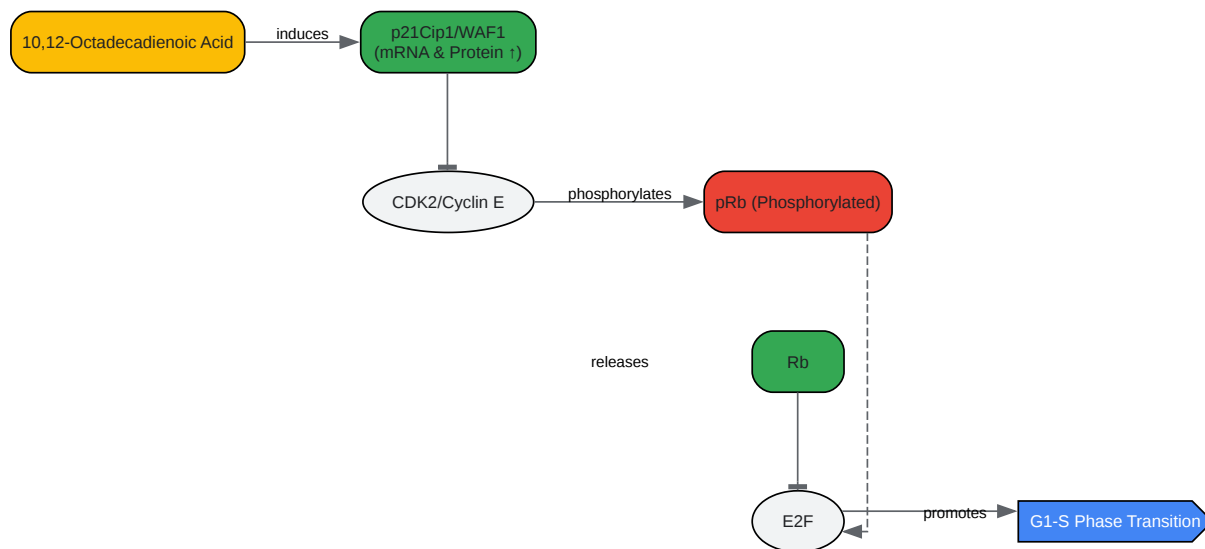 10,12-Octadecadienoic Acid
induces
p21Cip1/WAF1
(mRNA & Protein ↑)
CDK2/Cyclin E
phosphorylates
pRb (Phosphorylated)
releases
Rb
E2F
promotes
G1-S Phase Transition